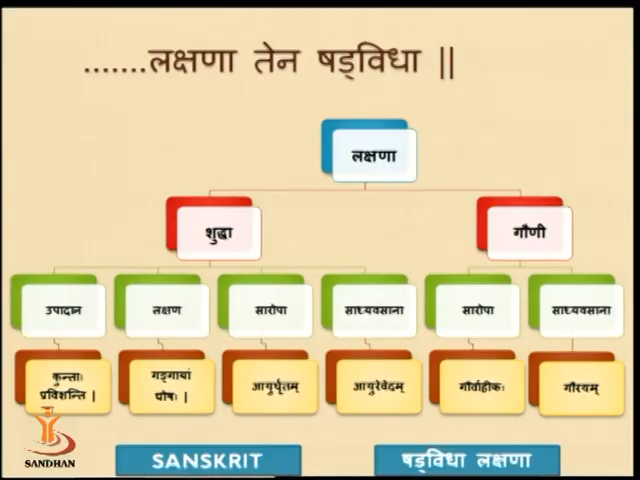 .......लक्षणा तेन षड्विधा ||
लक्षणा
शुद्धा
गौणी
उपादान
लक्षण
सारोपा
साध्यवसाना
सारोपा
साध्यवसाना
कुन्ताः
प्रविशन्ति |
गङ्गायां
घोषः |
आयुर्घृतम्
आयुरेवेदम्
गौर्वाहीकः
गौरयम्
SANDHAN
SANSKRIT
षड्विधा लक्षणा